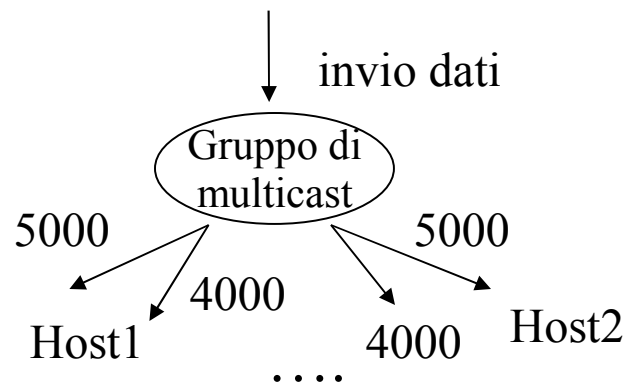 invio dati
Gruppo di
multicast
5000
5000
4000
4000
Host1
Host2
....